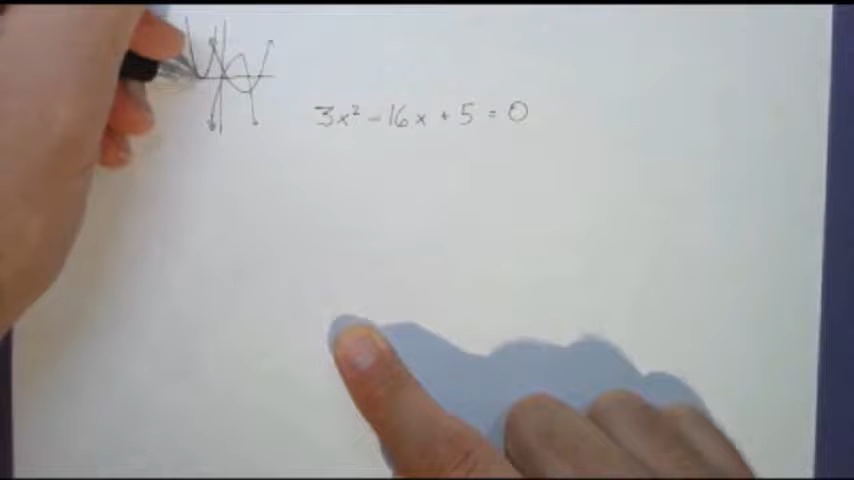 3x² - 16x + 5 = 0